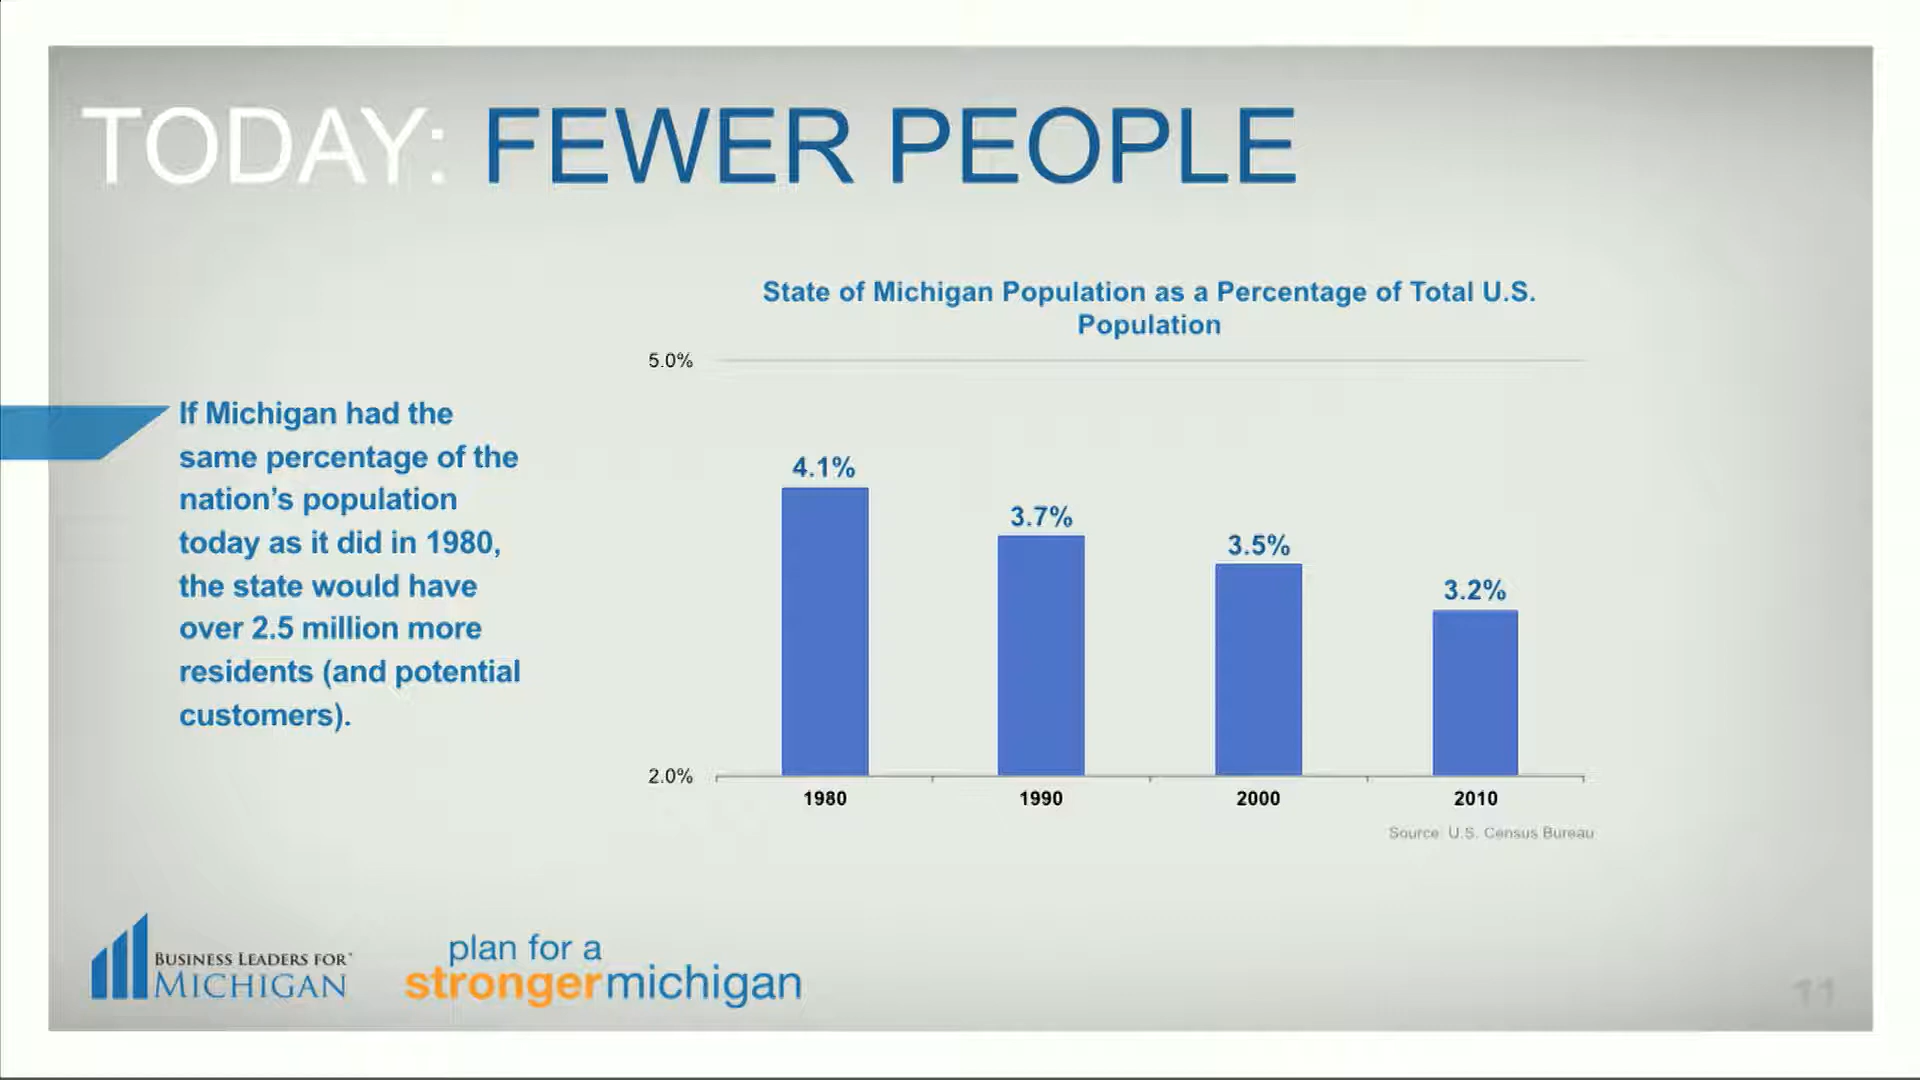 TODAY: FEWER PEOPLE
State of Michigan Population as a Percentage of Total U.S.
Population
5.0%
If Michigan had the
same percentage of the
nation's population
today as it did in 1980,
the state would have
over 2.5 million more
residents (and potential
customers).
4.1%
3.7%
3.5%
3.2%
2.0%
1980 1990 2000 2010
Source: U.S. Census Bureau
BUSINESS LEADERS FOR
MICHIGAN
plan for a
strongermichigan
11